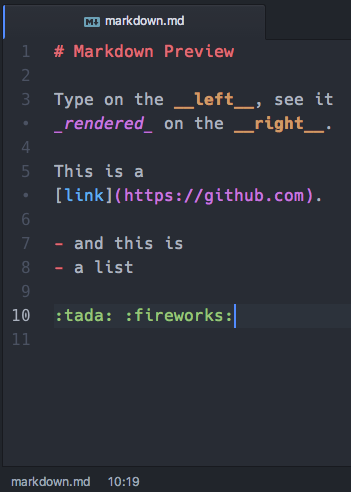 markdown.md
1 # Markdown Preview
2
3 Type on the __left__, see it
• _rendered_ on the __right__.
4
5 This is a
• [link](https://github.com).
6
7 - and this is
8 - a list
9
10 :tada: :fireworks:
11
markdown.md 10:19